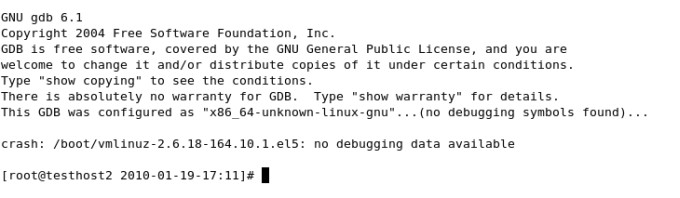 GNU gdb 6.1
Copyright 2004 Free Software Foundation, Inc.
GDB is free software, covered by the GNU General Public License, and you are
welcome to change it and/or distribute copies of it under certain conditions.
Type "show copying" to see the conditions.
There is absolutely no warranty for GDB.  Type "show warranty" for details.
This GDB was configured as "x86_64-unknown-linux-gnu"...(no debugging symbols found)...
crash: /boot/vmlinuz-2.6.18-164.10.1.el5: no debugging data available
[root@testhost2 2010-01-19-17:11]#